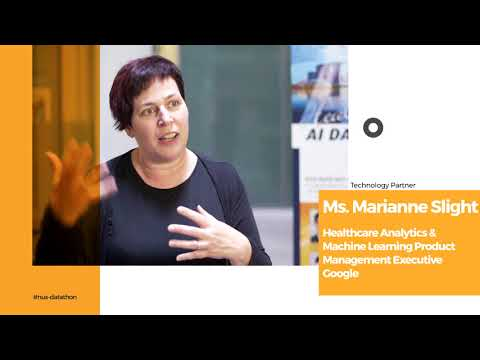 AI DA
Technology Partner
Ms. Marianne Slight
Healthcare Analytics &
Machine Learning Product
Management Executive
Google
#nus-datathon